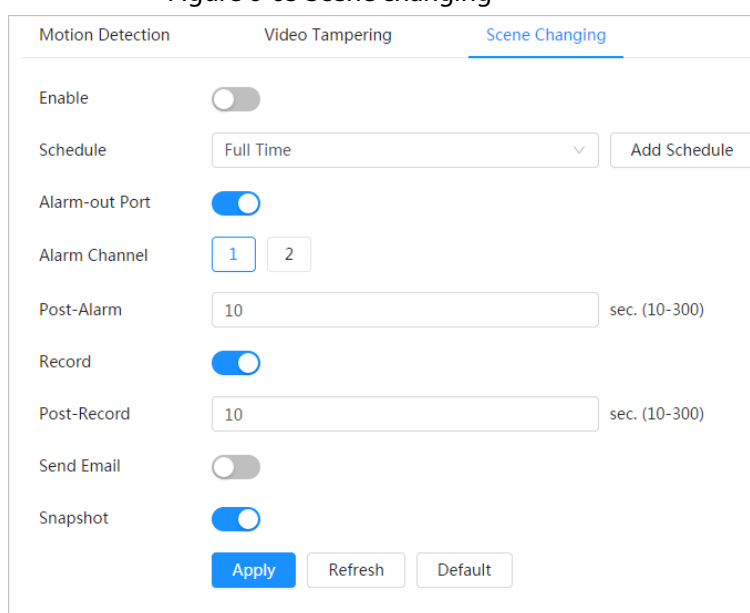 Motion Detection Video Tampering Scene Changing
Enable
Schedule Full Time Add Schedule
Alarm-out Port
Alarm Channel 1 2
Post-Alarm 10 sec. (10-300)
Record
Post-Record 10 sec. (10-300)
Send Email
Snapshot
Apply Refresh Default